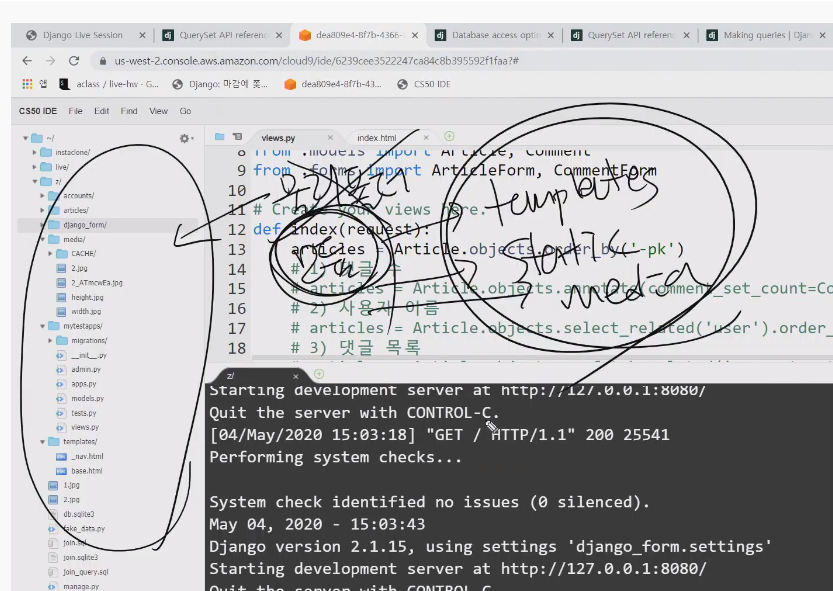 Django Live Session
QuerySet API referenc
dea809e4-8f7b-4366-
Database access optin
QuerySet API referenc
Making queries | Djan
us-west-2.console.aws.amazon.com/cloud9/ide/6239cee3522247ca84c8b395592f1faa?#
앱
aclass / live-hw - G...
Django: 마감에 쫓...
dea809e4-8f7b-43...
CS50 IDE
CS50 IDE File Edit Find View Go
~/
instaclone/
live/
z/
accounts/
articles/
django_form/
media/
CACHE/
2.jpg
2_ATmcwEa.jpg
height.jpg
width.jpg
mytestapps/
migrations/
__init__.py
admin.py
apps.py
models.py
tests.py
views.py
templates/
_nav.html
base.html
1.jpg
2.jpg
db.sqlite3
fake_data.py
join.sql
join.sqlite3
join_query.sql
manage.py
views.py
index.html
8 from .models import Article, Comment
9 from .forms import ArticleForm, CommentForm
10
11 # Create your views here.
12 def index(request):
13 articles = Article.objects.order_by('-pk')
14 # 1) 댓글 수
15 # articles = Article.objects.annotate(comment_set_count=Co
16 # 2) 사용자 이름
17 # articles = Article.objects.select_related('user').order_
18 # 3) 댓글 목록
templates
static
media
z/
Starting development server at http://127.0.0.1:8080/
Quit the server with CONTROL-C.
[04/May/2020 15:03:18] "GET / HTTP/1.1" 200 25541
Performing system checks...
System check identified no issues (0 silenced).
May 04, 2020 - 15:03:43
Django version 2.1.15, using settings 'django_form.settings'
Starting development server at http://127.0.0.1:8080/
Quit the server with CONTROL-C